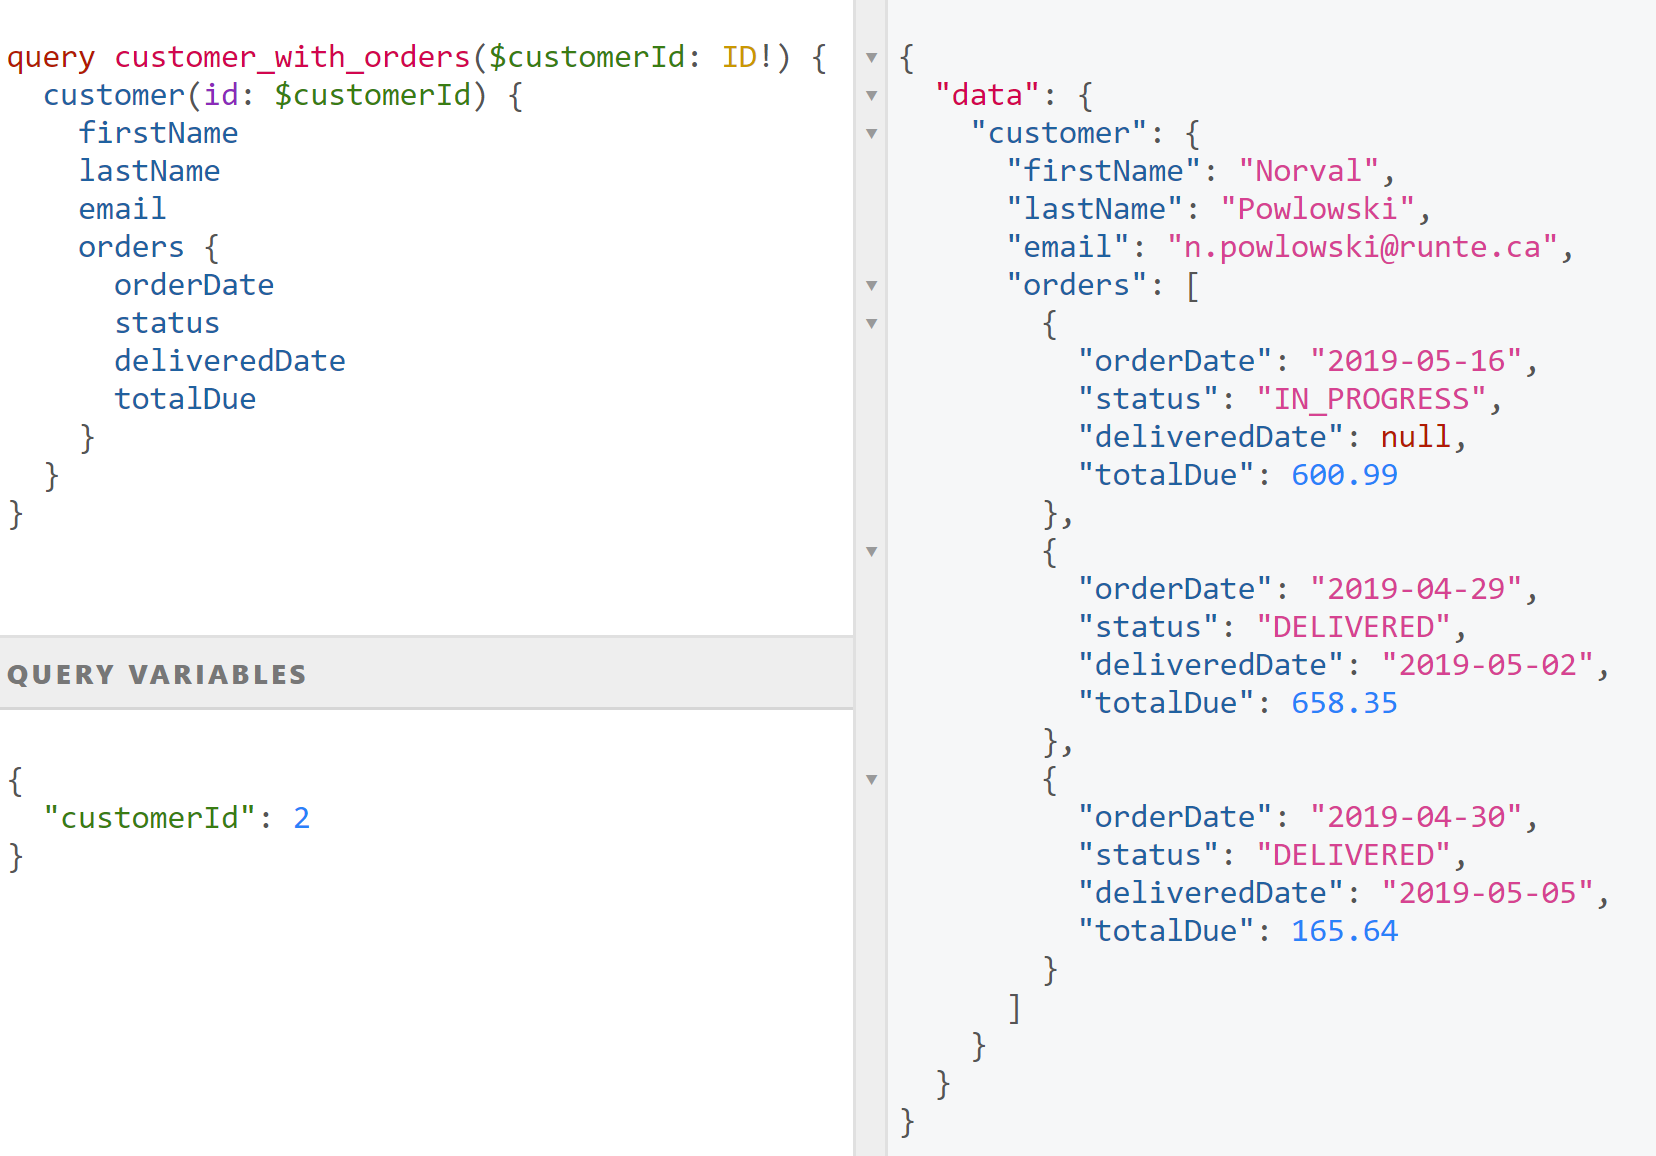 query customer_with_orders($customerId: ID!) {
  customer(id: $customerId) {
    firstName
    lastName
    email
    orders {
      orderDate
      status
      deliveredDate
      totalDue
    }
  }
}
QUERY VARIABLES
{
  "customerId": 2
}
{
  "data": {
    "customer": {
      "firstName": "Norval",
      "lastName": "Powlowski",
      "email": "n.powlowski@runte.ca",
      "orders": [
        {
          "orderDate": "2019-05-16",
          "status": "IN_PROGRESS",
          "deliveredDate": null,
          "totalDue": 600.99
        },
        {
          "orderDate": "2019-04-29",
          "status": "DELIVERED",
          "deliveredDate": "2019-05-02",
          "totalDue": 658.35
        },
        {
          "orderDate": "2019-04-30",
          "status": "DELIVERED",
          "deliveredDate": "2019-05-05",
          "totalDue": 165.64
        }
      ]
    }
  }
}